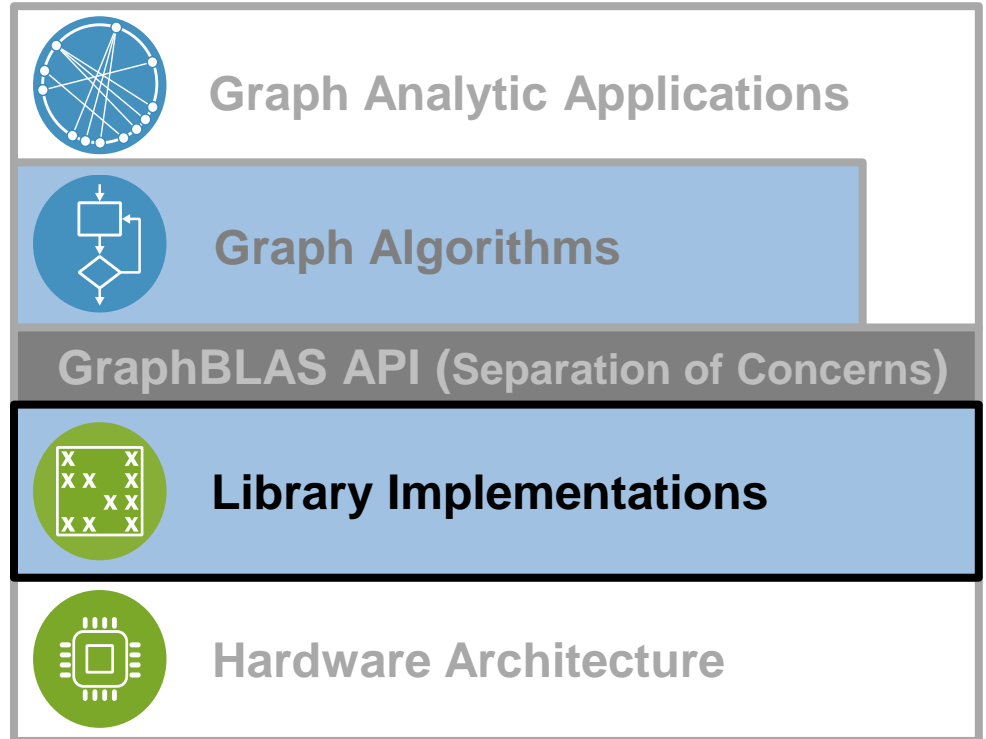 Graph Analytic Applications
Graph Algorithms
GraphBLAS API (Separation of Concerns)
X X
X X X
X X
X X X
Library Implementations
Hardware Architecture